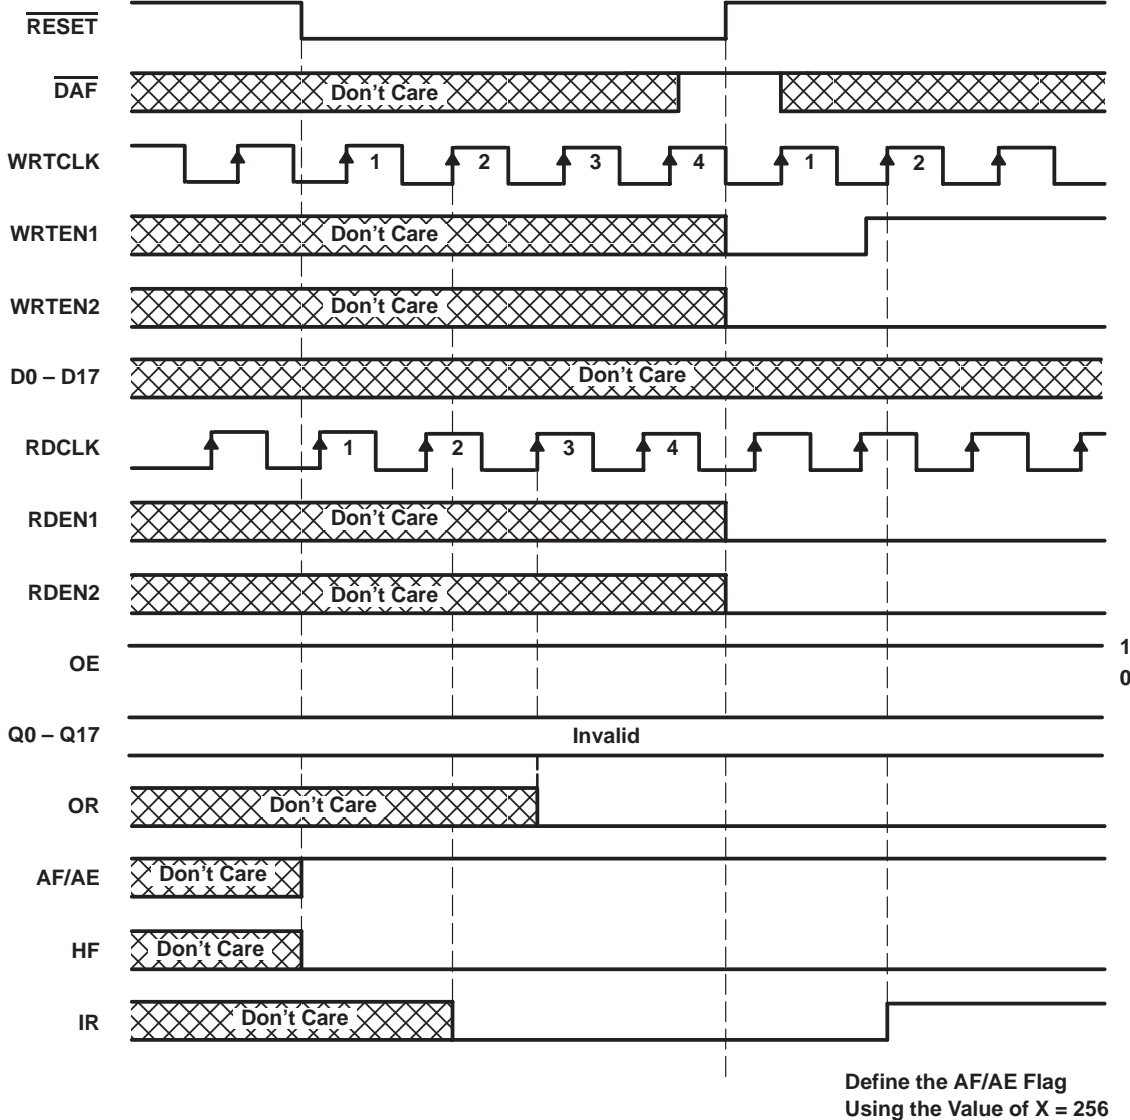 RESET
DAF
Don't Care
WRTCLK 1 2 3 4 1 2
WRTEN1 Don't Care
WRTEN2 Don't Care
D0 – D17 Don't Care
RDCLK 1 2 3 4
RDEN1 Don't Care
RDEN2 Don't Care
OE
1
0
Q0 – Q17 Invalid
OR Don't Care
AF/AE Don't Care
HF Don't Care
IR Don't Care
Define the AF/AE Flag
Using the Value of X = 256